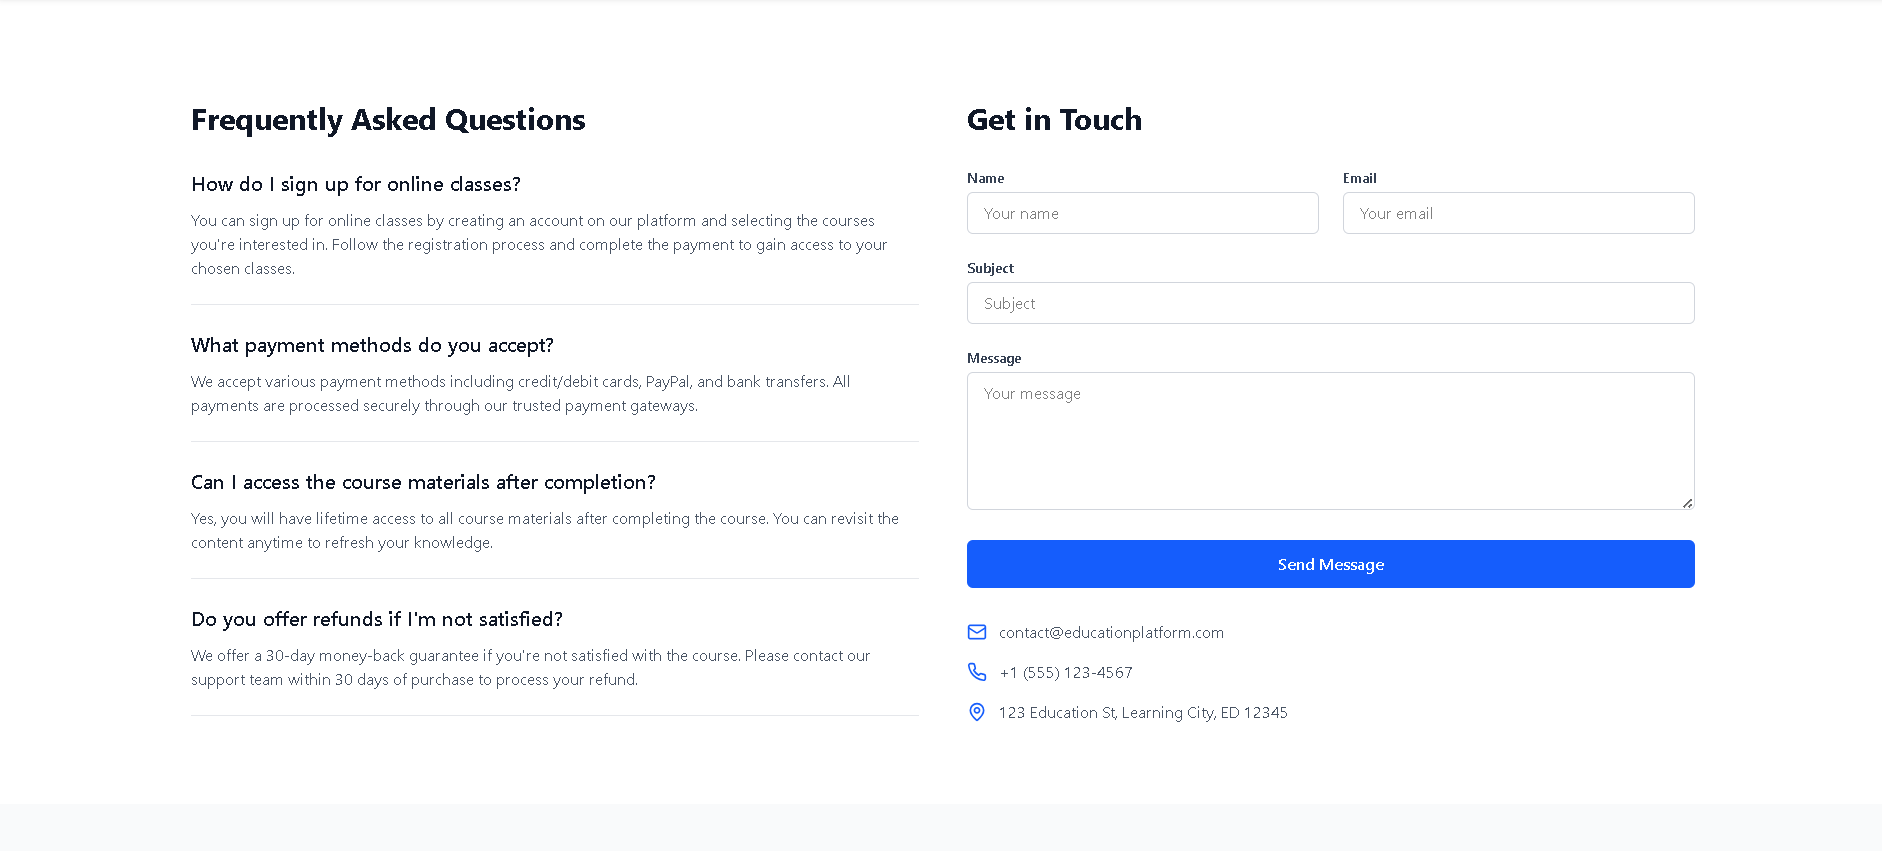 Frequently Asked Questions
How do I sign up for online classes?
You can sign up for online classes by creating an account on our platform and selecting the courses
you're interested in. Follow the registration process and complete the payment to gain access to your
chosen classes.
What payment methods do you accept?
We accept various payment methods including credit/debit cards, PayPal, and bank transfers. All
payments are processed securely through our trusted payment gateways.
Can I access the course materials after completion?
Yes, you will have lifetime access to all course materials after completing the course. You can revisit the
content anytime to refresh your knowledge.
Do you offer refunds if I'm not satisfied?
We offer a 30-day money-back guarantee if you're not satisfied with the course. Please contact our
support team within 30 days of purchase to process your refund.
Get in Touch
Name
Your name
Email
Your email
Subject
Subject
Message
Your message
Send Message
contact@educationplatform.com
+1 (555) 123-4567
123 Education St, Learning City, ED 12345